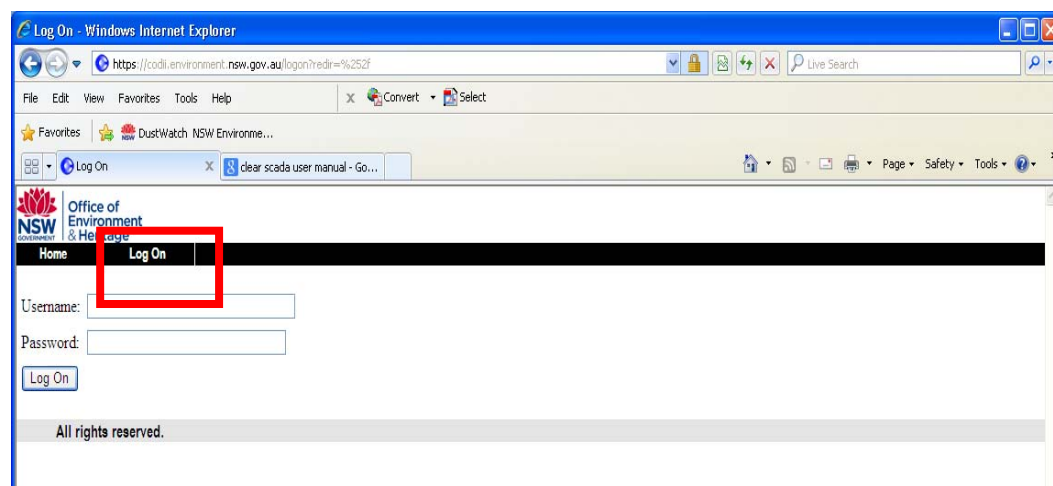 Log On - Windows Internet Explorer
https://codii.environment.nsw.gov.au/logon?redir=%252f
Live Search
File Edit View Favorites Tools Help x Convert Select
Favorites DustWatch NSW Environme...
Log On X clear scada user manual - Go... Page Safety Tools
Office of
Environment
& Heritage
NSW
GOVERNMENT
Home Log On
Username:
Password:
Log On
All rights reserved.